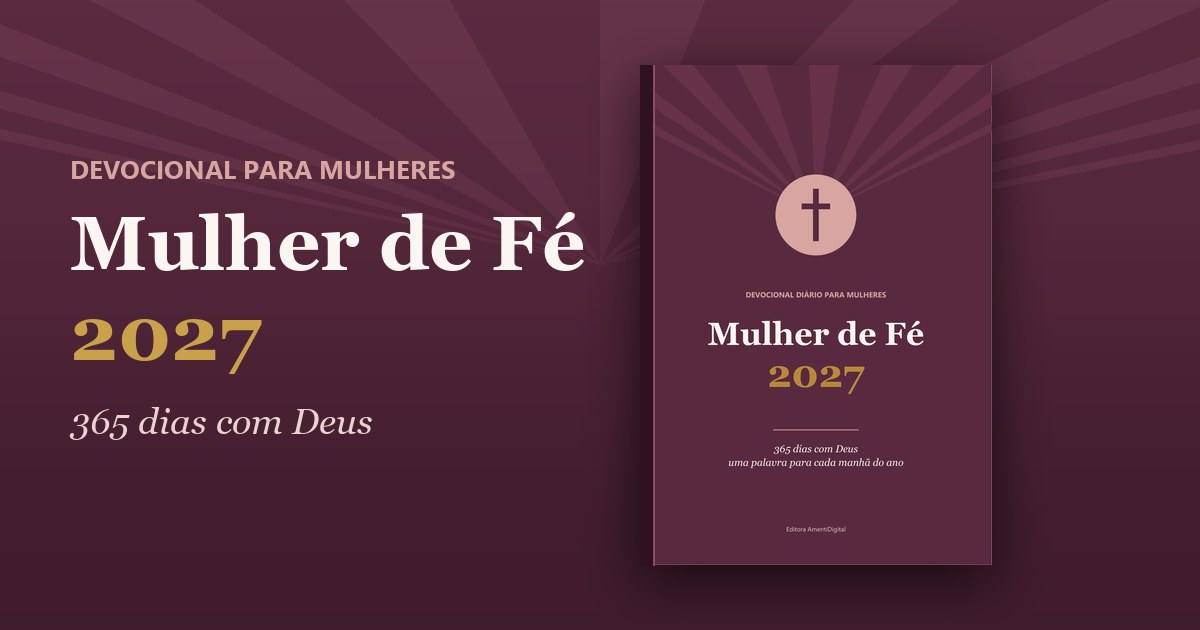 DEVOCIONAL PARA MULHERES
Mulher de Fé
2027
365 dias com Deus
DEVOCIONAL DIÁRIO PARA MULHERES
Mulher de Fé
2027
365 dias com Deus
uma palavra para cada manhã do ano
Editora AmentiDigital